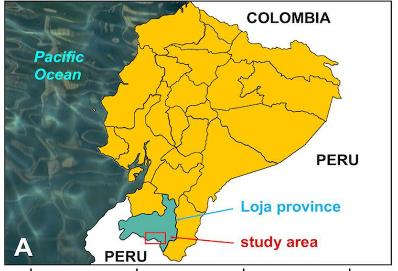 COLOMBIA
Pacific
Ocean
PERU
Loja province
study area
A
PERU